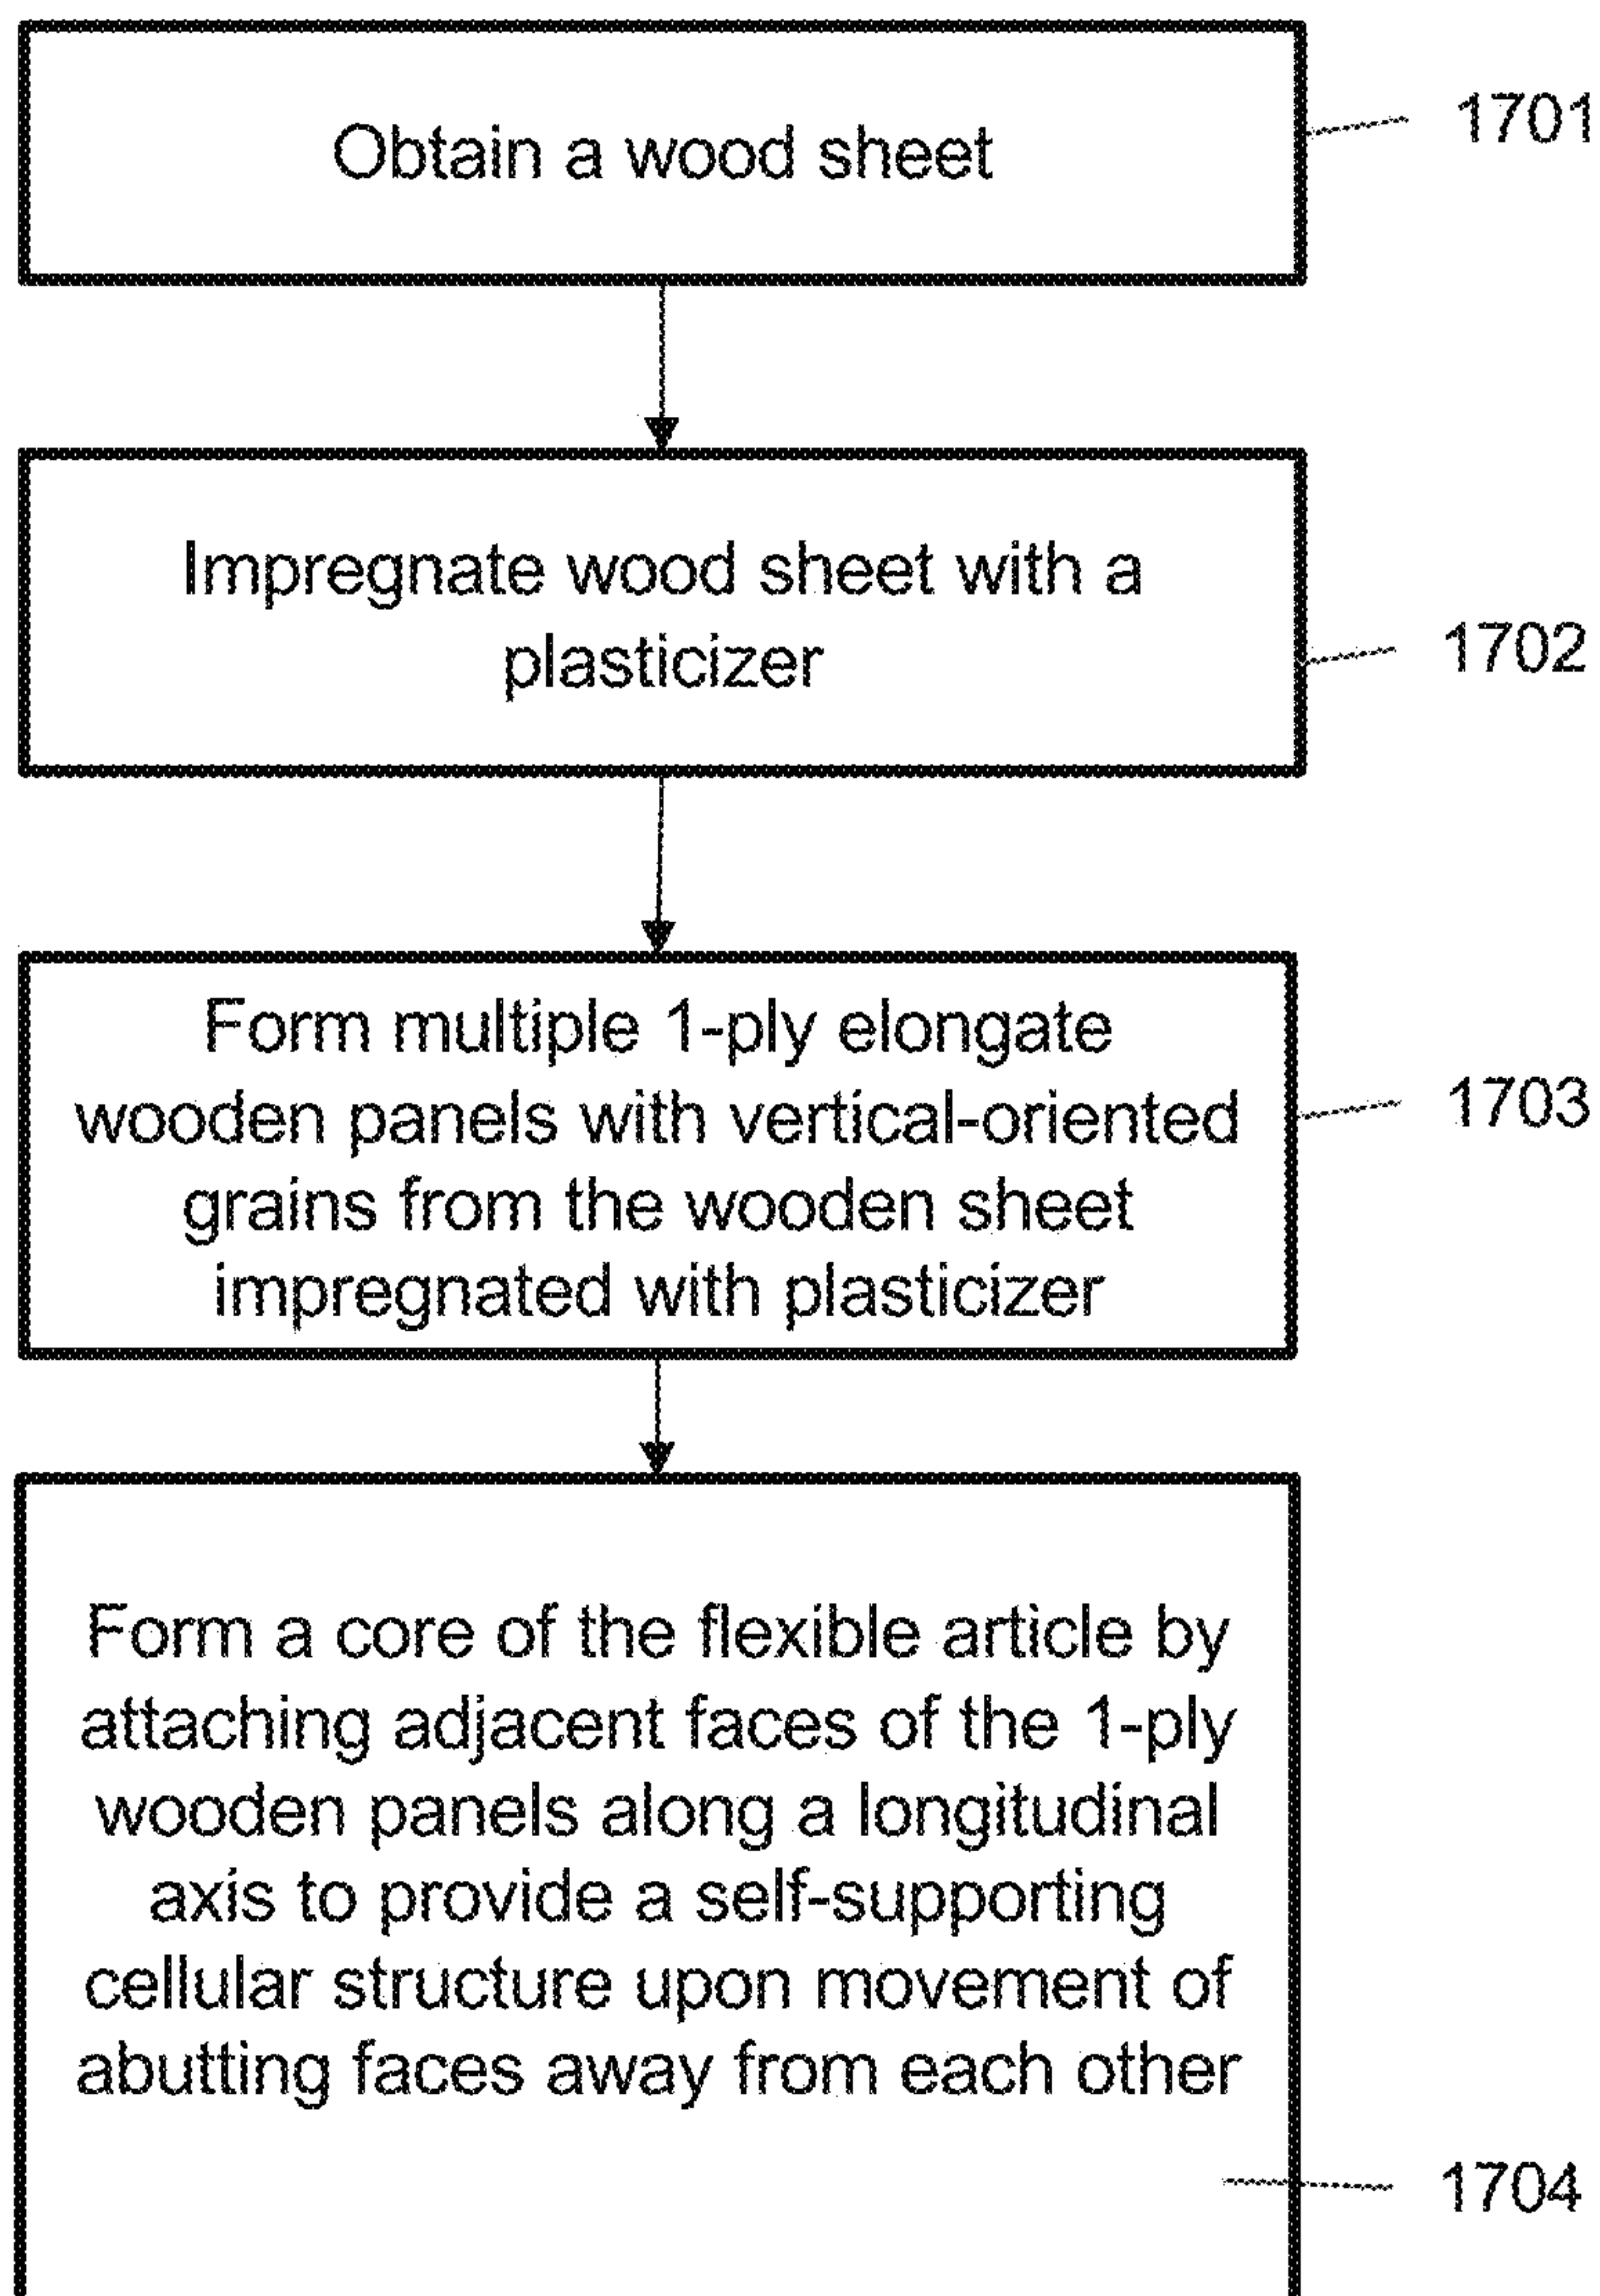 Obtain a wood sheet
1701
Impregnate wood sheet with a
plasticizer
1702
Form multiple 1-ply elongate
wooden panels with vertical-oriented
grains from the wooden sheet
impregnated with plasticizer
1703
Form a core of the flexible article by
attaching adjacent faces of the 1-ply
wooden panels along a longitudinal
axis to provide a self-supporting
cellular structure upon movement of
abutting faces away from each other
1704